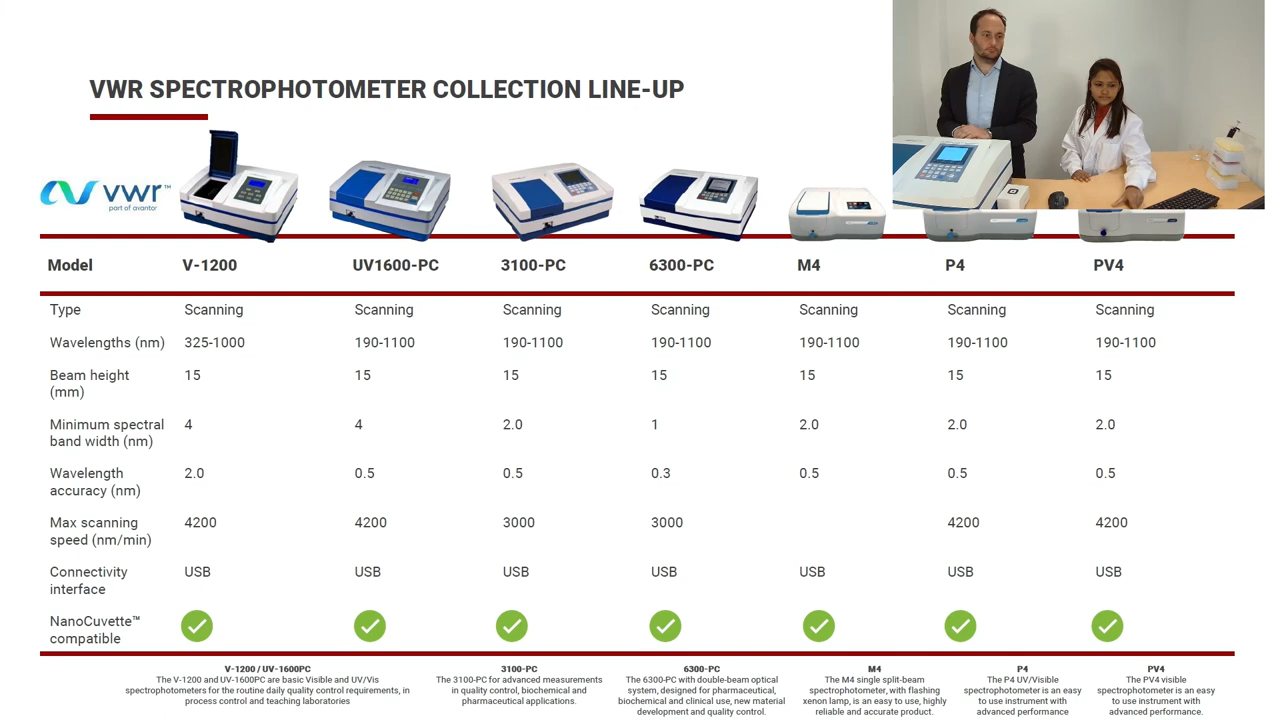 VWR SPECTROPHOTOMETER COLLECTION LINE-UP
vwr™
part of avantor
Model V-1200 UV1600-PC 3100-PC 6300-PC M4 P4 PV4
Type Scanning Scanning Scanning Scanning Scanning Scanning Scanning
Wavelengths (nm) 325-1000 190-1100 190-1100 190-1100 190-1100 190-1100 190-1100
Beam height 15 15 15 15 15 15 15
(mm)
Minimum spectral 4 4 2.0 1 2.0 2.0 2.0
band width (nm)
Wavelength 2.0 0.5 0.5 0.3 0.5 0.5 0.5
accuracy (nm)
Max scanning 4200 4200 3000 3000 4200 4200
speed (nm/min)
Connectivity USB USB USB USB USB USB USB
interface
NanoCuvette™
compatible
V-1200 / UV-1600PC
The V-1200 and UV-1600PC are basic Visible and UV/Vis
spectrophotometers for the routine daily quality control requirements, in
process control and teaching laboratories
3100-PC
The 3100-PC for advanced measurements
in quality control, biochemical and
pharmaceutical applications.
6300-PC
The 6300-PC with double-beam optical
system, designed for pharmaceutical,
biochemical and clinical use, new material
development and quality control.
M4
The M4 single split-beam
spectrophotometer, with flashing
xenon lamp, is an easy to use, highly
reliable and accurate product.
P4
The P4 UV/Visible
spectrophotometer is an easy
to use instrument with
advanced performance
PV4
The PV4 visible
spectrophotometer is an easy
to use instrument with
advanced performance.